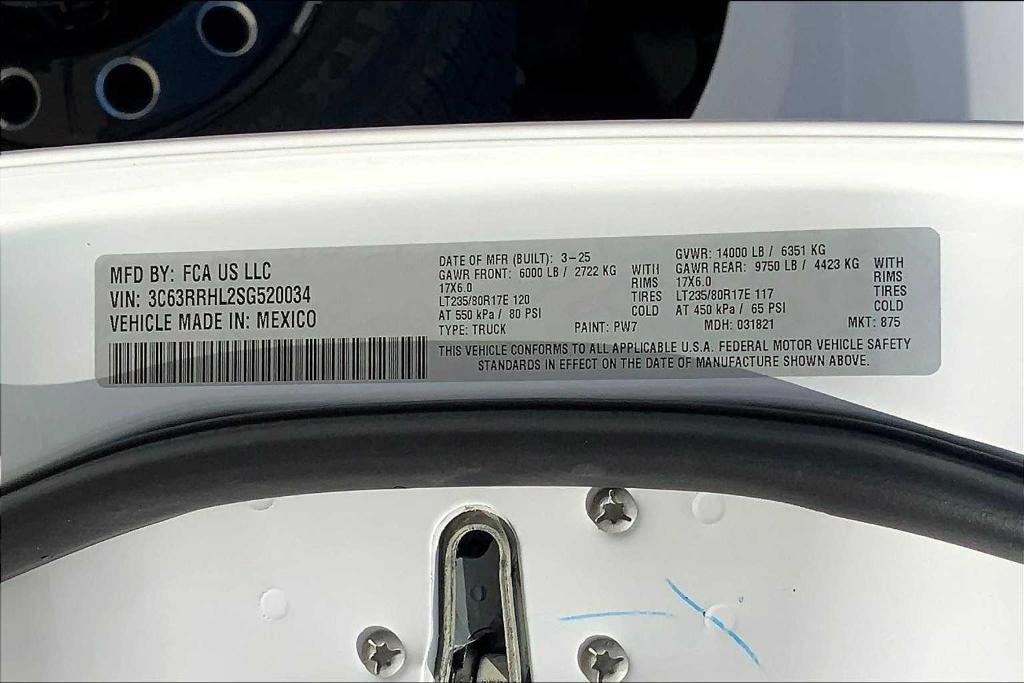 MFD BY: FCA US LLC
VIN: 3C63RRHL2SG520034
VEHICLE MADE IN: MEXICO
DATE OF MFR (BUILT): 3-25
GAWR FRONT: 6000 LB / 2722 KG WITH
17X6.0 RIMS
LT235/80R17E 120 TIRES
AT 550 kPa / 80 PSI COLD
TYPE: TRUCK PAINT: PW7
GVWR: 14000 LB / 6351 KG
GAWR REAR: 9750 LB / 4423 KG WITH
17X6.0 RIMS
LT235/80R17E 117 TIRES
AT 450 kPa / 65 PSI COLD
MDH: 031821 MKT: 875
THIS VEHICLE CONFORMS TO ALL APPLICABLE U.S.A. FEDERAL MOTOR VEHICLE SAFETY
STANDARDS IN EFFECT ON THE DATE OF MANUFACTURE SHOWN ABOVE.